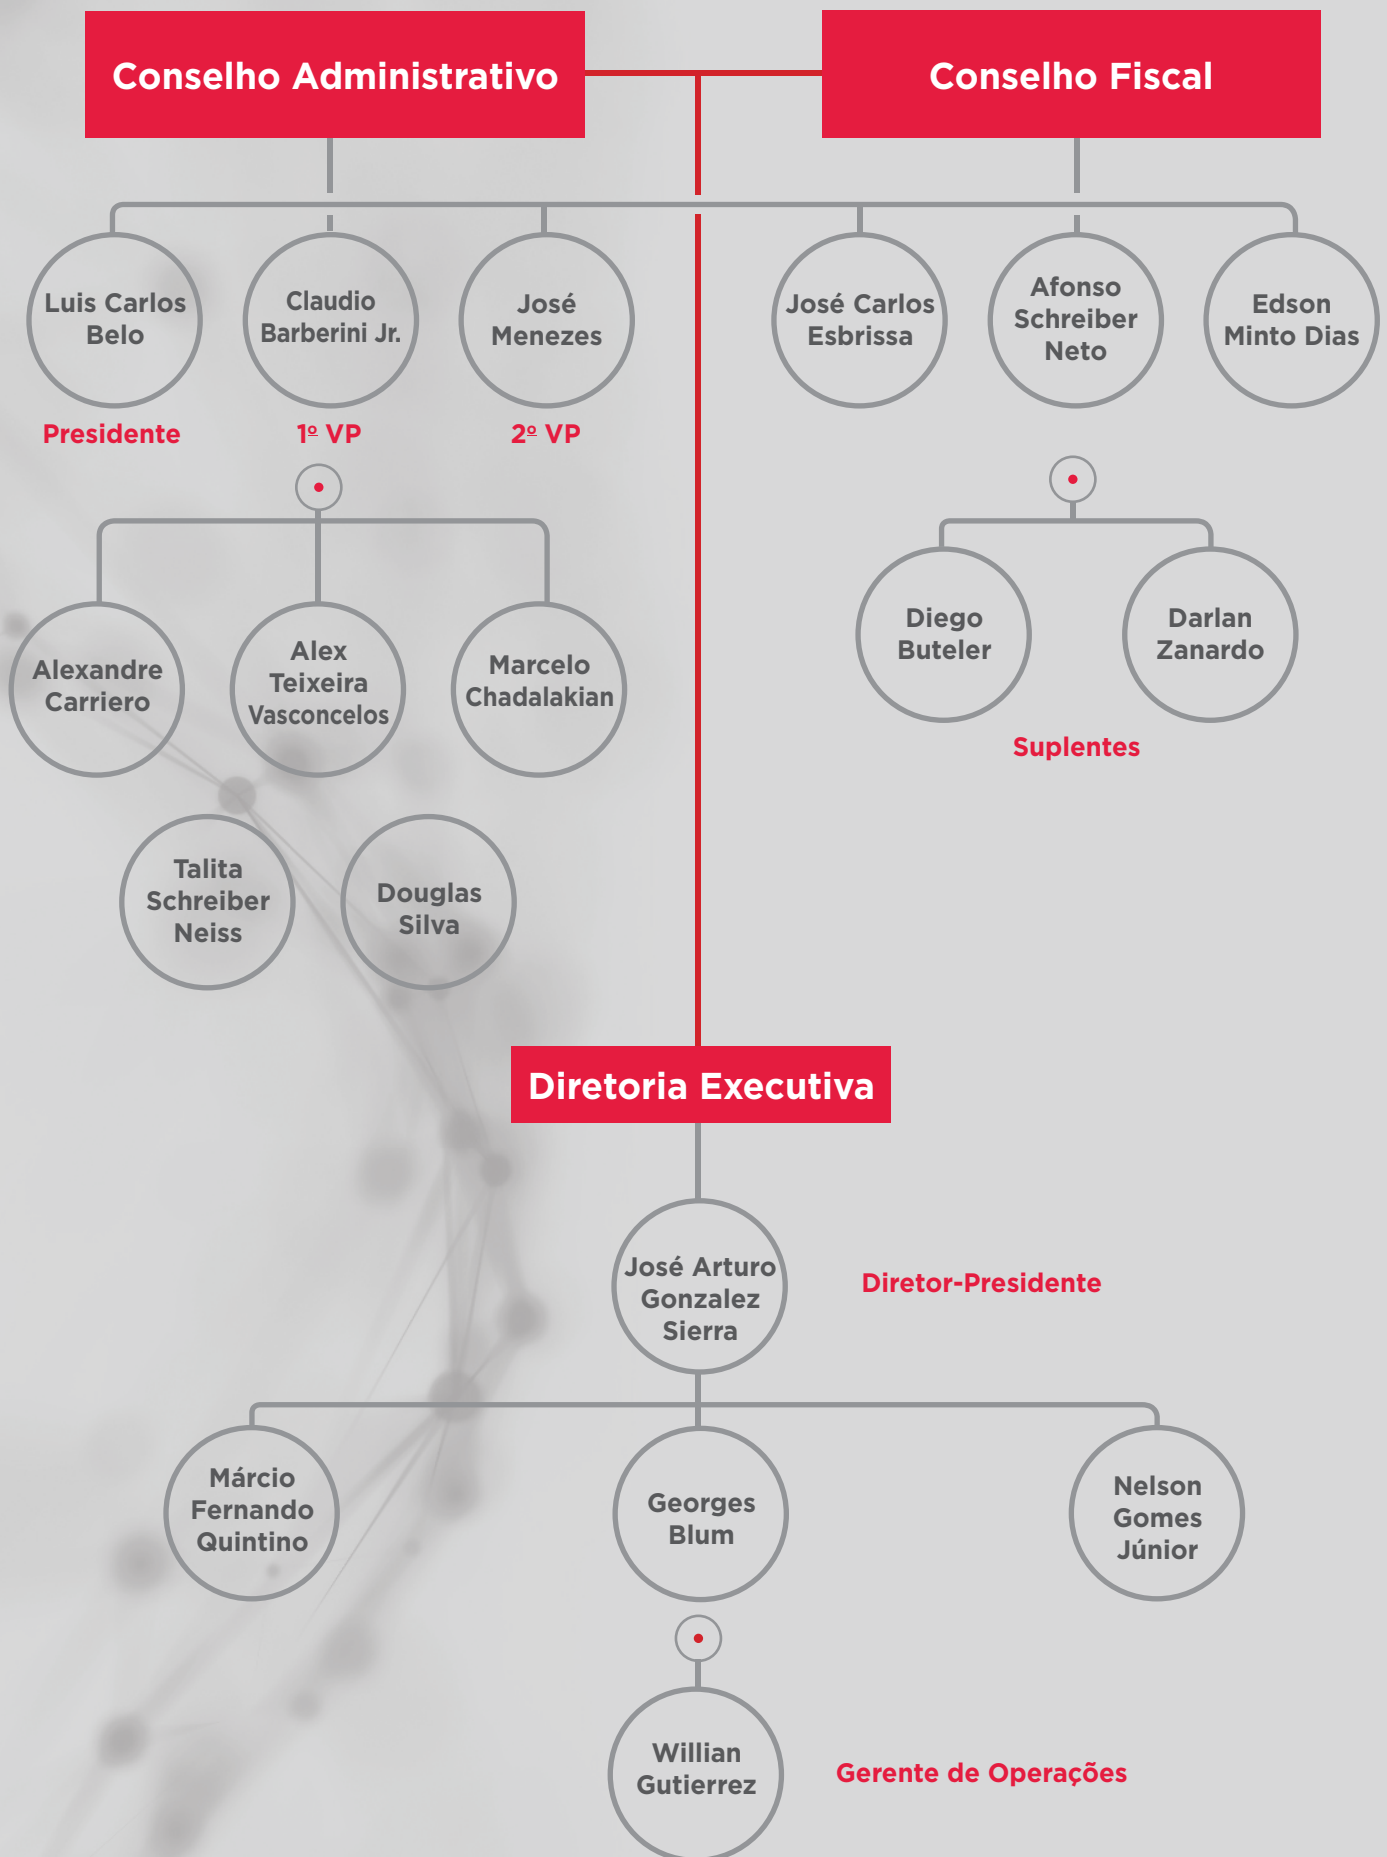 Conselho Administrativo
Conselho Fiscal
Luis Carlos
Belo
Claudio
Barberini Jr.
José
Menezes
José Carlos
Esbrissa
Afonso
Schreiber
Neto
Edson
Minto Dias
Presidente
1º VP
2º VP
Alexandre
Carriero
Alex
Teixeira
Vasconcelos
Marcelo
Chadalakian
Diego
Buteler
Darlan
Zanardo
Suplentes
Talita
Schreiber
Neiss
Douglas
Silva
Diretoria Executiva
José Arturo
Gonzalez
Sierra
Diretor-Presidente
Márcio
Fernando
Quintino
Georges
Blum
Nelson
Gomes
Júnior
Willian
Gutierrez
Gerente de Operações